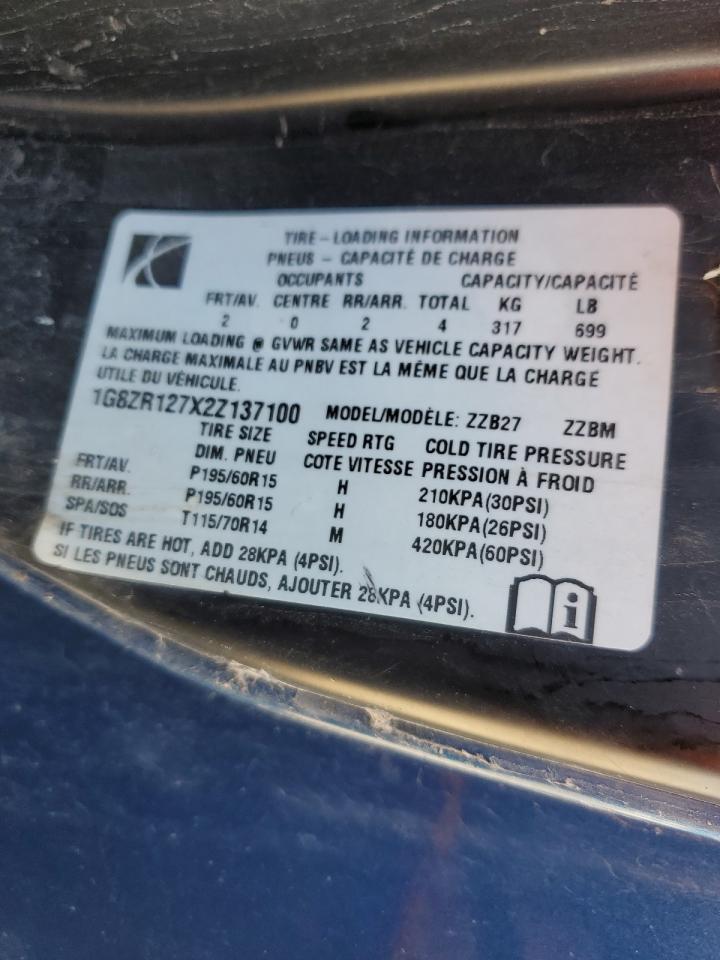 TIRE - LOADING INFORMATION
PNEUS - CAPACITÉ DE CHARGE
OCCUPANTS CAPACITY/CAPACITÉ
FRT/AV. CENTRE RR/ARR. TOTAL KG LB
2 0 2 4 317 699
MAXIMUM LOADING @ GVWR SAME AS VEHICLE CAPACITY WEIGHT.
LA CHARGE MAXIMALE AU PNBV EST LA MÊME QUE LA CHARGE
UTILE DU VÉHICULE.
1G8ZR127X2Z137100 MODEL/MODÈLE: ZZB27 ZZBM
TIRE SIZE SPEED RTG COLD TIRE PRESSURE
DIM. PNEU COTE VITESSE PRESSION À FROID
FRT/AV. P195/60R15 H 210KPA(30PSI)
RR/ARR. P195/60R15 H 180KPA(26PSI)
SPA/SOS T115/70R14 M 420KPA(60PSI)
IF TIRES ARE HOT, ADD 28KPA (4PSI).
SI LES PNEUS SONT CHAUDS, AJOUTER 28KPA (4PSI).
i